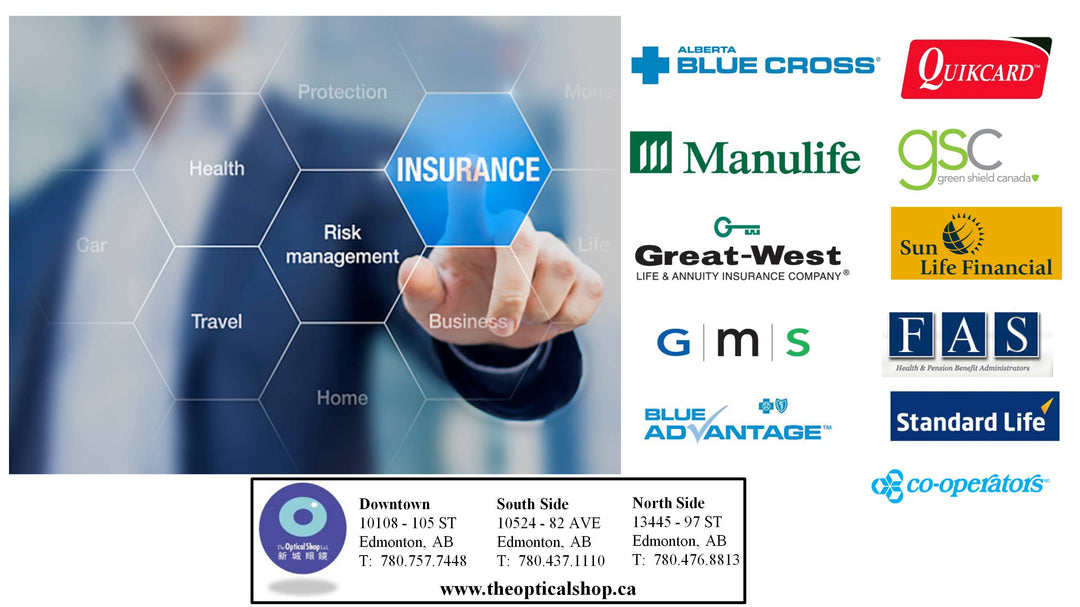 Protection
Money
Health
INSURANCE
Risk
management
Car
Life
Travel
Business
Home
ALBERTA
BLUE CROSS®
QUIKCARD™
Manulife
gsc
green shield canada
Great-West
LIFE & ANNUITY INSURANCE COMPANY®
Sun
Life Financial
G|m|s
FAS
Health & Pension Benefit Administrators
BLUE
ADVANTAGE™
Standard Life
co-operators
The Optical Shop Ltd.
新城眼鏡
Downtown
10108 - 105 ST
Edmonton, AB
T: 780.757.7448
South Side
10524 - 82 AVE
Edmonton, AB
T: 780.437.1110
North Side
13445 - 97 ST
Edmonton, AB
T: 780.476.8813
www.theopticalshop.ca